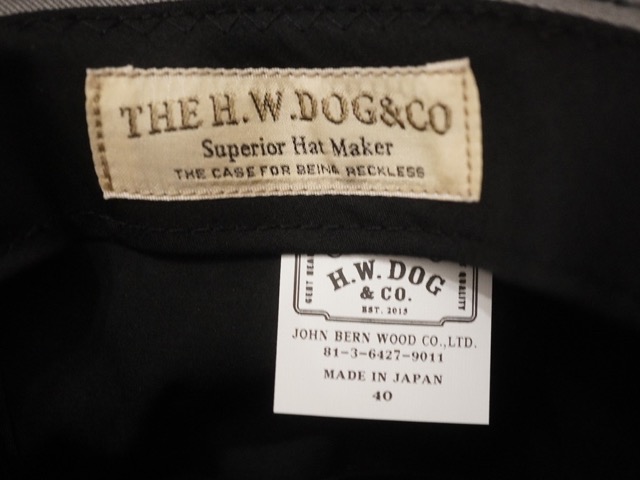 THE H.W.DOG&CO
Superior Hat Maker
THE CASE FOR BEING RECKLESS
H.W. DOG
& CO.
EST. 2015
QUALITY
JOHN BERN WOOD CO.,LTD.
81-3-6427-9011
MADE IN JAPAN
40